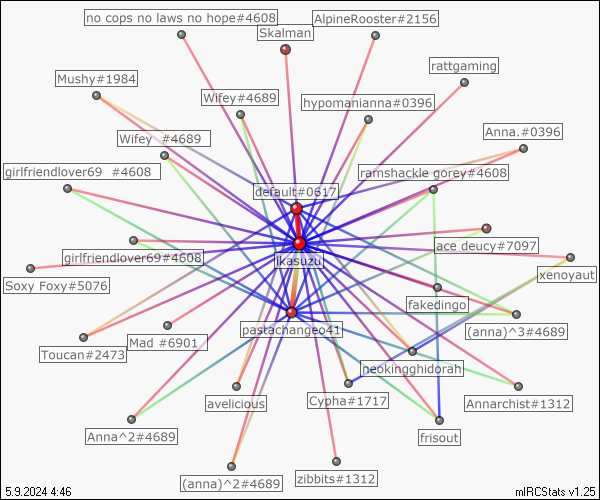 no cops no laws no hope#4608
AlpineRooster#2156
Skalman
rattgaming
Mushy#1984
Wifey#4689
hypomanianna#0396
Wifey #4689
Anna.#0396
girlfriendlover69 #4608
ramshackle gorey#4608
default#0617
ace deucy#7097
girlfriendlover69#4608
ikasuzu
xenoyaut
Soxy Foxy#5076
fakedingo
pastachangeo41
(anna)^3#4689
Mad #6901
Toucan#2473
neokingghidorah
avelicious
Cypha#1717
Annarchist#1312
Anna^2#4689
frisout
zibbits#1312
(anna)^2#4689
5.9.2024 4:46
mIRCStats v1.25